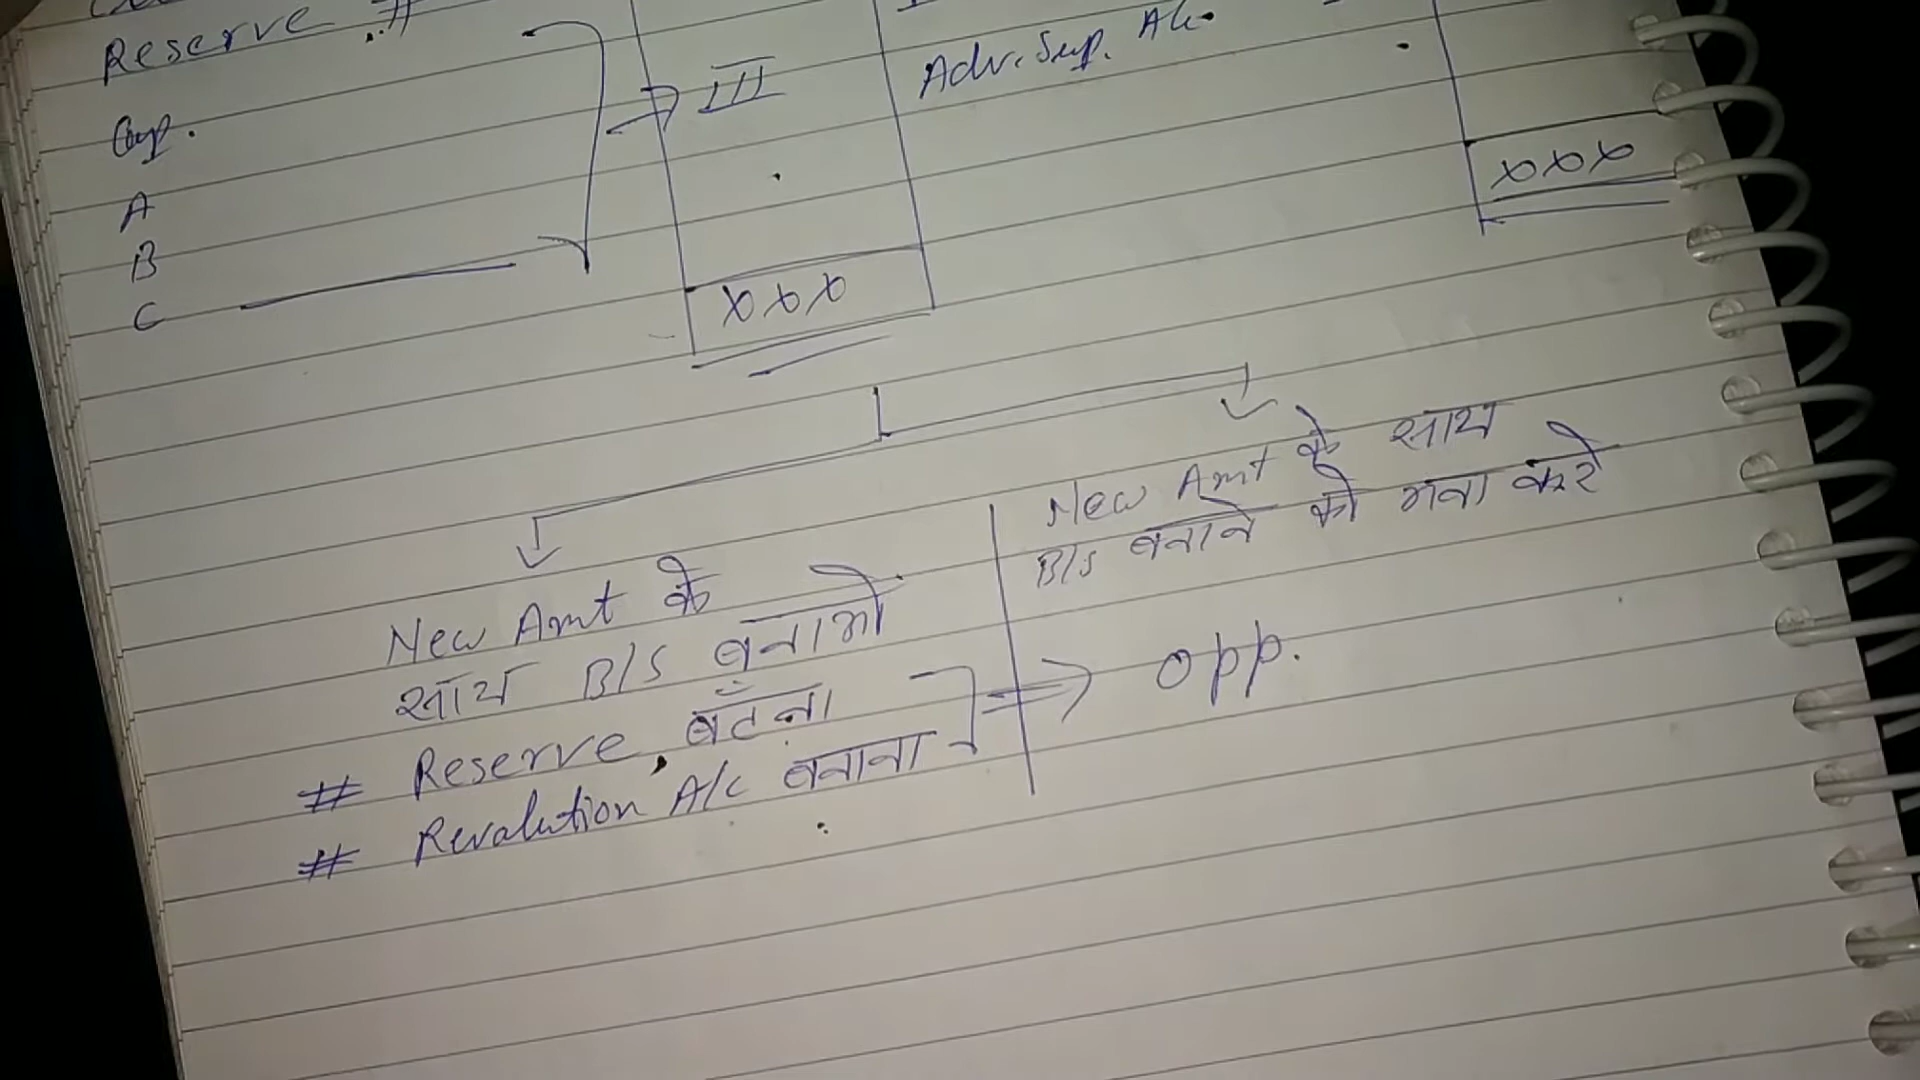 Reserve #
III
Adv. Sup. A/c.
Cap.
A
B
C
xxx
xxx
New Amt के
साथ B/S बनाओ
# Reserve बँटना
# Revalution A/c बनाना
New Amt के साथ
B/S बनाने को मना करे
opp.